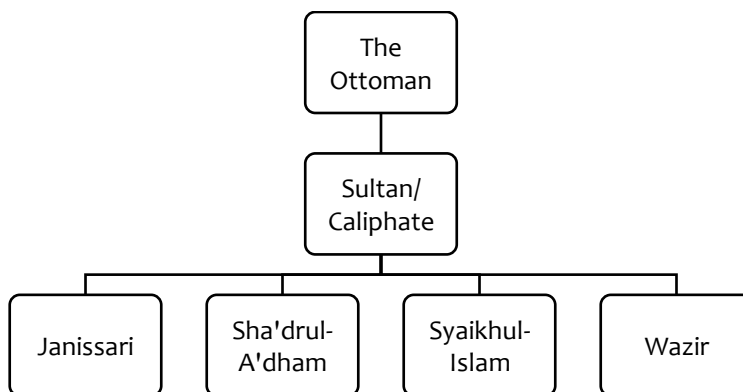 The
Ottoman
Sultan/
Caliphate
Janissari
Sha'drul-
A'dham
Syaikhul-
Islam
Wazir